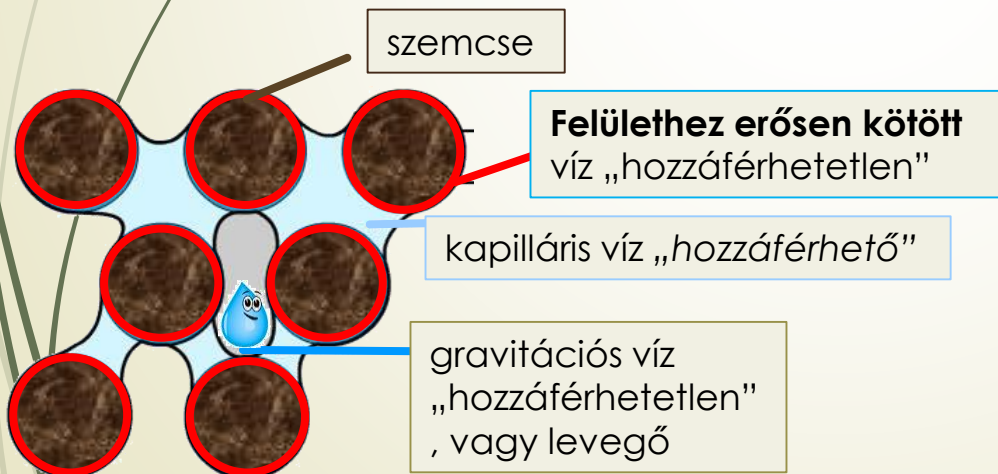 szemcse
Felülethez erősen kötött
víz „hozzáférhetetlen”
kapilláris víz „hozzáférhető”
gravitációs víz
„hozzáférhetetlen”
, vagy levegő